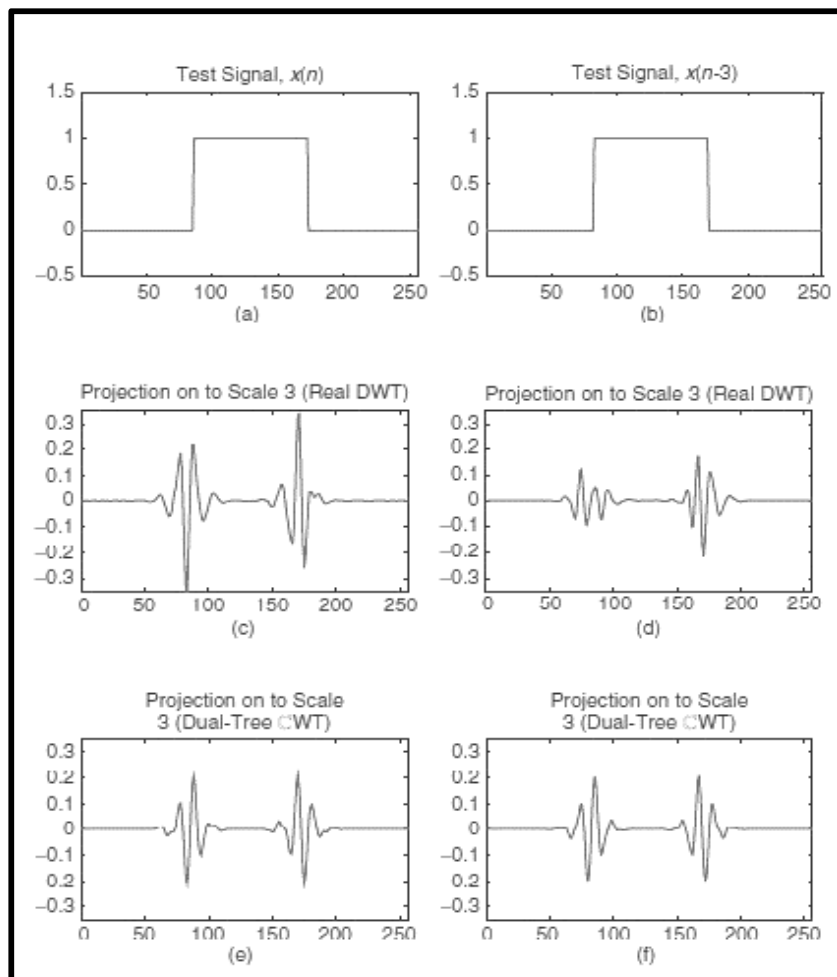 Test Signal, x(n)
Test Signal, x(n-3)
1.5
1
0.5
0
–0.5
50 100 150 200 250
(a)
1.5
1
0.5
0
–0.5
50 100 150 200 250
(b)
Projection on to Scale 3 (Real DWT)
Projection on to Scale 3 (Real DWT)
0.3
0.2
0.1
0
–0.1
–0.2
–0.3
0 50 100 150 200 250
(c)
0.3
0.2
0.1
0
–0.1
–0.2
–0.3
0 50 100 150 200 250
(d)
Projection on to Scale
3 (Dual-Tree ℂWT)
Projection on to Scale
3 (Dual-Tree ℂWT)
0.3
0.2
0.1
0
–0.1
0.2
–0.3
0 50 100 150 200 250
(e)
0.3
0.2
0.1
0
–0.1
0.2
–0.3
0 50 100 150 200 250
(f)